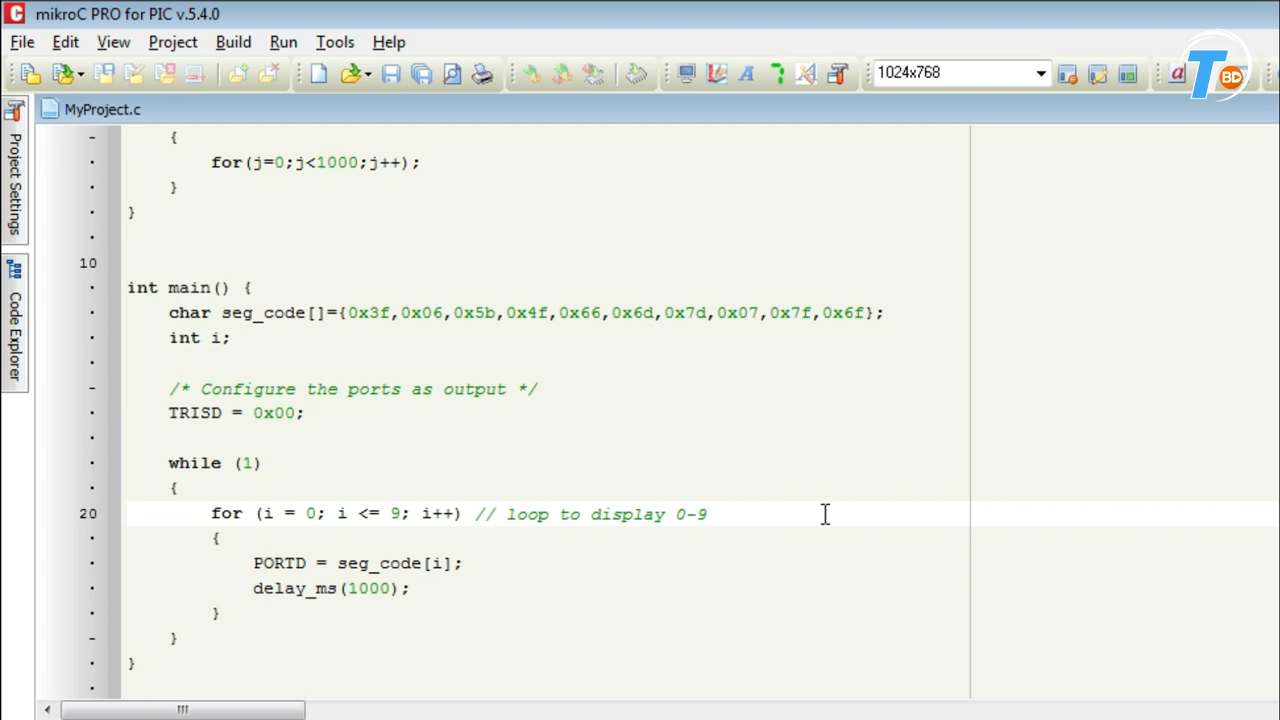 mikroC PRO for PIC v.5.4.0
File Edit View Project Build Run Tools Help
1024x768
T BD
MyProject.c
Project Settings
Code Explorer
{
for(j=0;j<1000;j++);
}
}
10
int main() {
char seg_code[]={0x3f,0x06,0x5b,0x4f,0x66,0x6d,0x7d,0x07,0x7f,0x6f};
int i;
/* Configure the ports as output */
TRISD = 0x00;
while (1)
{
20 for (i = 0; i <= 9; i++) // loop to display 0-9
{
PORTD = seg_code[i];
delay_ms(1000);
}
}
}